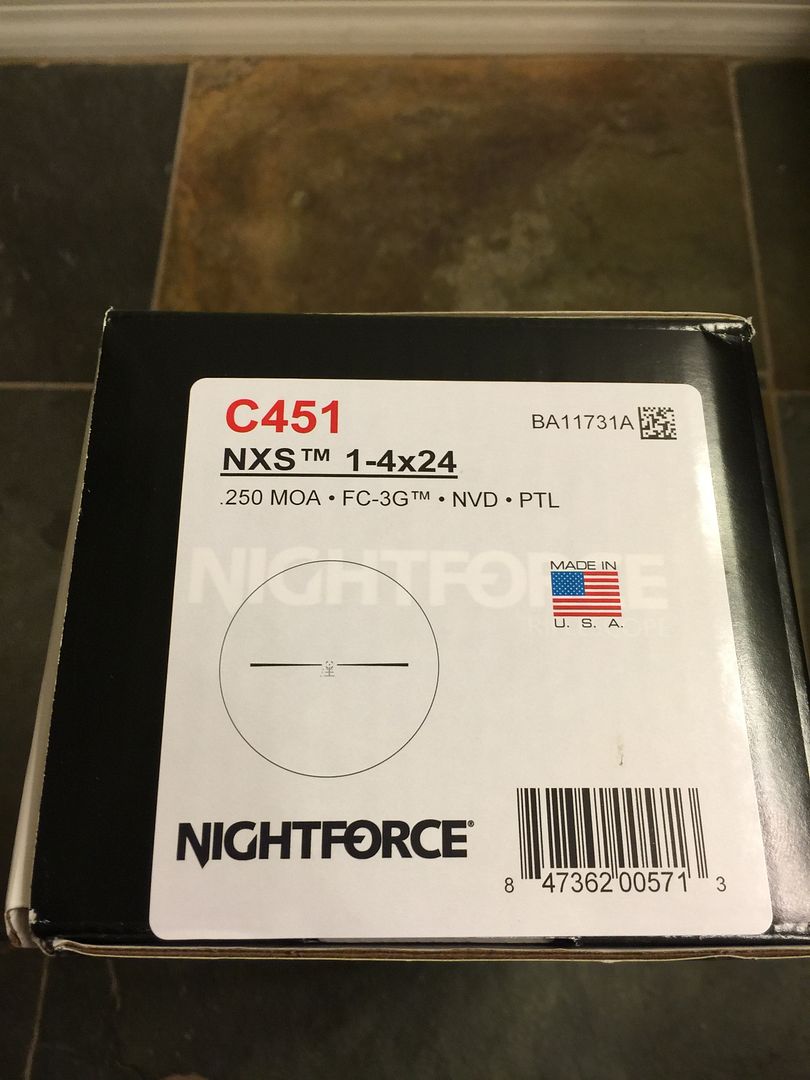 C451
BA11731A
NXS™ 1-4x24
.250 MOA • FC-3G™ • NVD • PTL
NIGHTFORCE
MADE IN
U. S. A.
NIGHTFORCE®
8 47362 00571 3